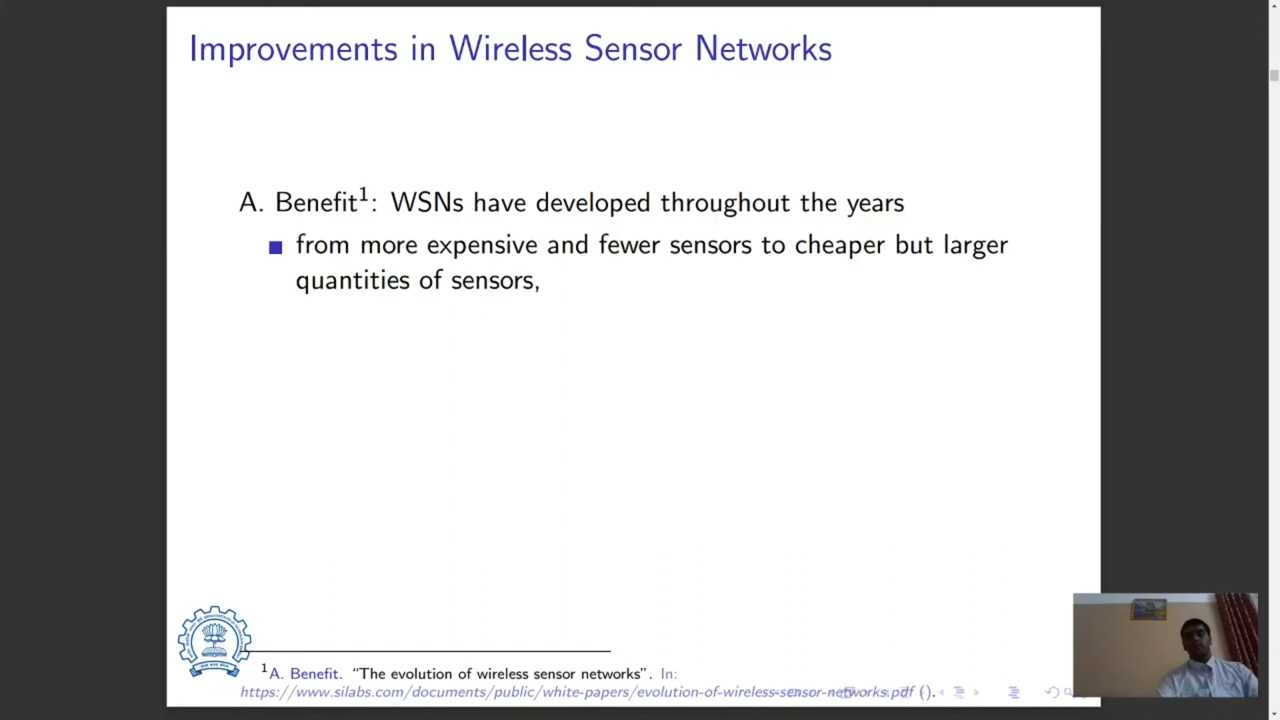 Improvements in Wireless Sensor Networks
A. Benefit¹: WSNs have developed throughout the years
from more expensive and fewer sensors to cheaper but larger
quantities of sensors,
¹A. Benefit. “The evolution of wireless sensor networks”. In:
https://www.silabs.com/documents/public/white-papers/evolution-of-wireless-sensor-networks.pdf ().